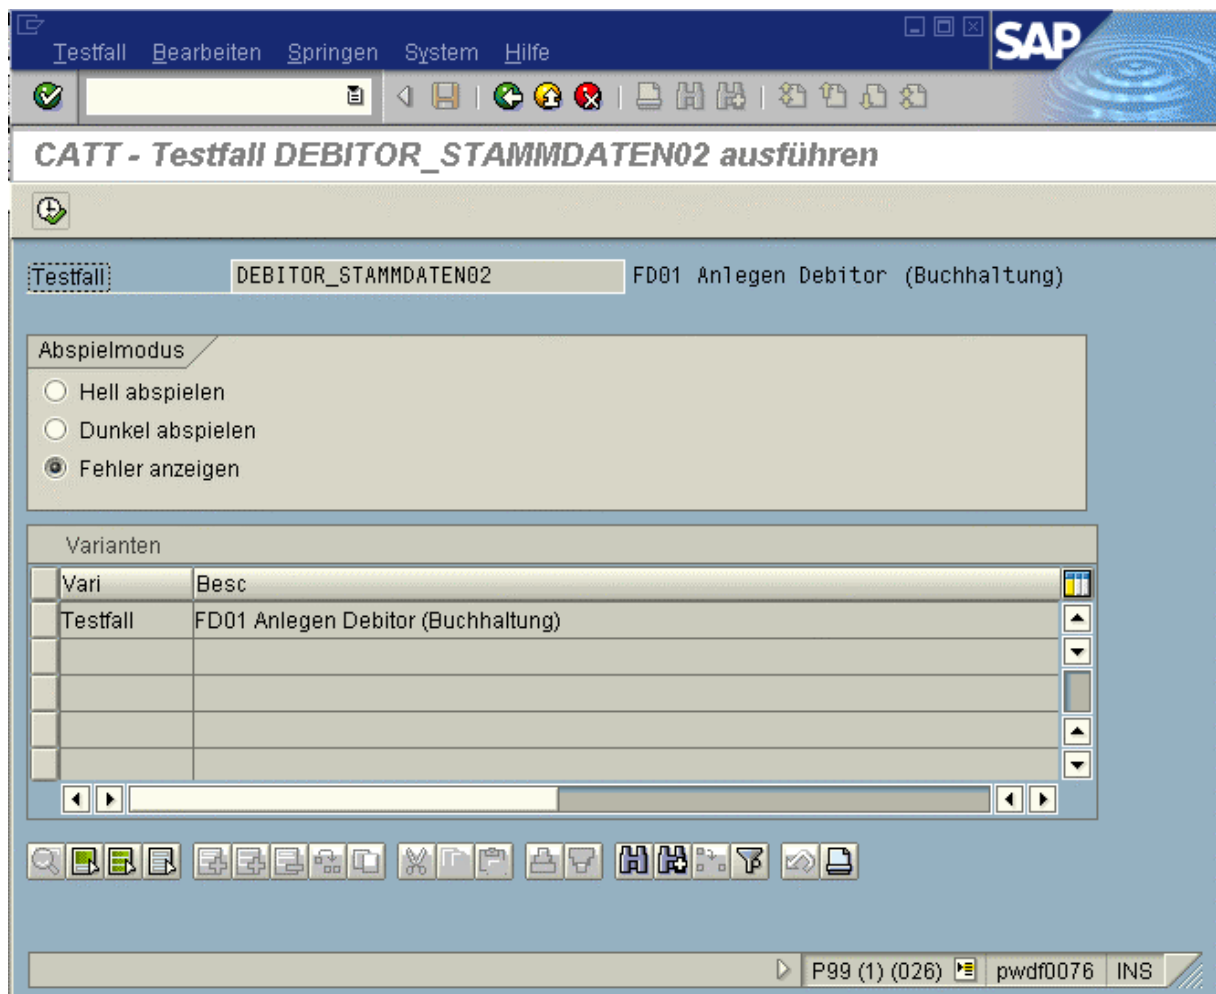 Testfall Bearbeiten Springen System Hilfe
SAP
CATT - Testfall DEBITOR_STAMMDATEN02 ausführen
Testfall DEBITOR_STAMMDATEN02 FD01 Anlegen Debitor (Buchhaltung)
Abspielmodus
Hell abspielen
Dunkel abspielen
Fehler anzeigen
Varianten
Vari Besc
Testfall FD01 Anlegen Debitor (Buchhaltung)
P99 (1) (026) pwdf0076 INS